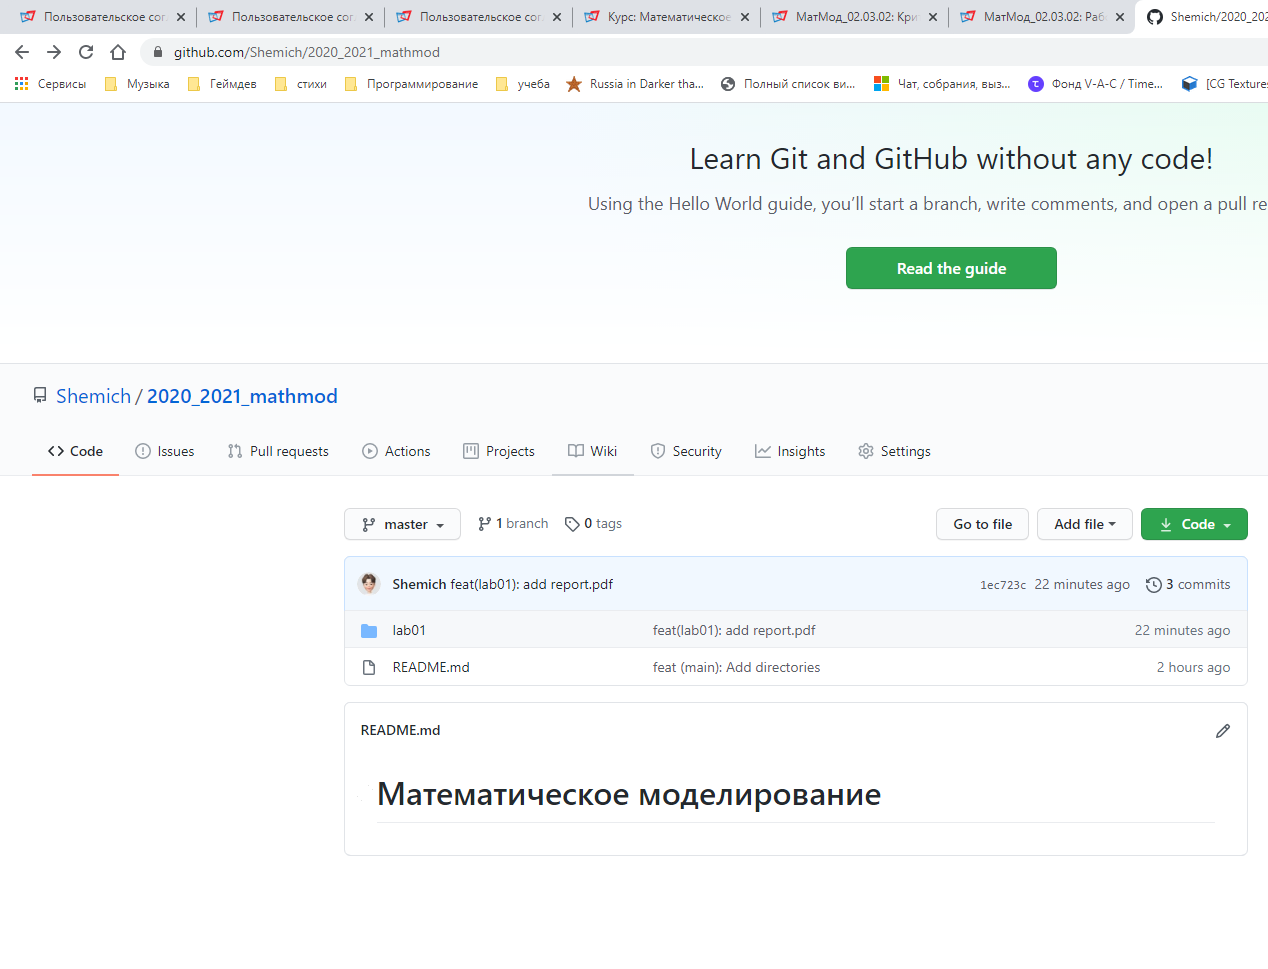 Пользовательское сог Пользовательское сог Пользовательское сог Курс: Математическое МатМод_02.03.02: Кри МатМод_02.03.02: Раб Shemich/2020_202
github.com/Shemich/2020_2021_mathmod
Сервисы Музыка Геймдев стихи Программирование учеба Russia in Darker tha... Полный список ви... Чат, собрания, выз... Фонд V-A-C / Time... [CG Textures
Learn Git and GitHub without any code!
Using the Hello World guide, you’ll start a branch, write comments, and open a pull re
Read the guide
Shemich / 2020_2021_mathmod
Code Issues Pull requests Actions Projects Wiki Security Insights Settings
master 1 branch 0 tags Go to file Add file Code
Shemich feat(lab01): add report.pdf 1ec723c 22 minutes ago 3 commits
lab01 feat(lab01): add report.pdf 22 minutes ago
README.md feat (main): Add directories 2 hours ago
README.md
Математическое моделирование